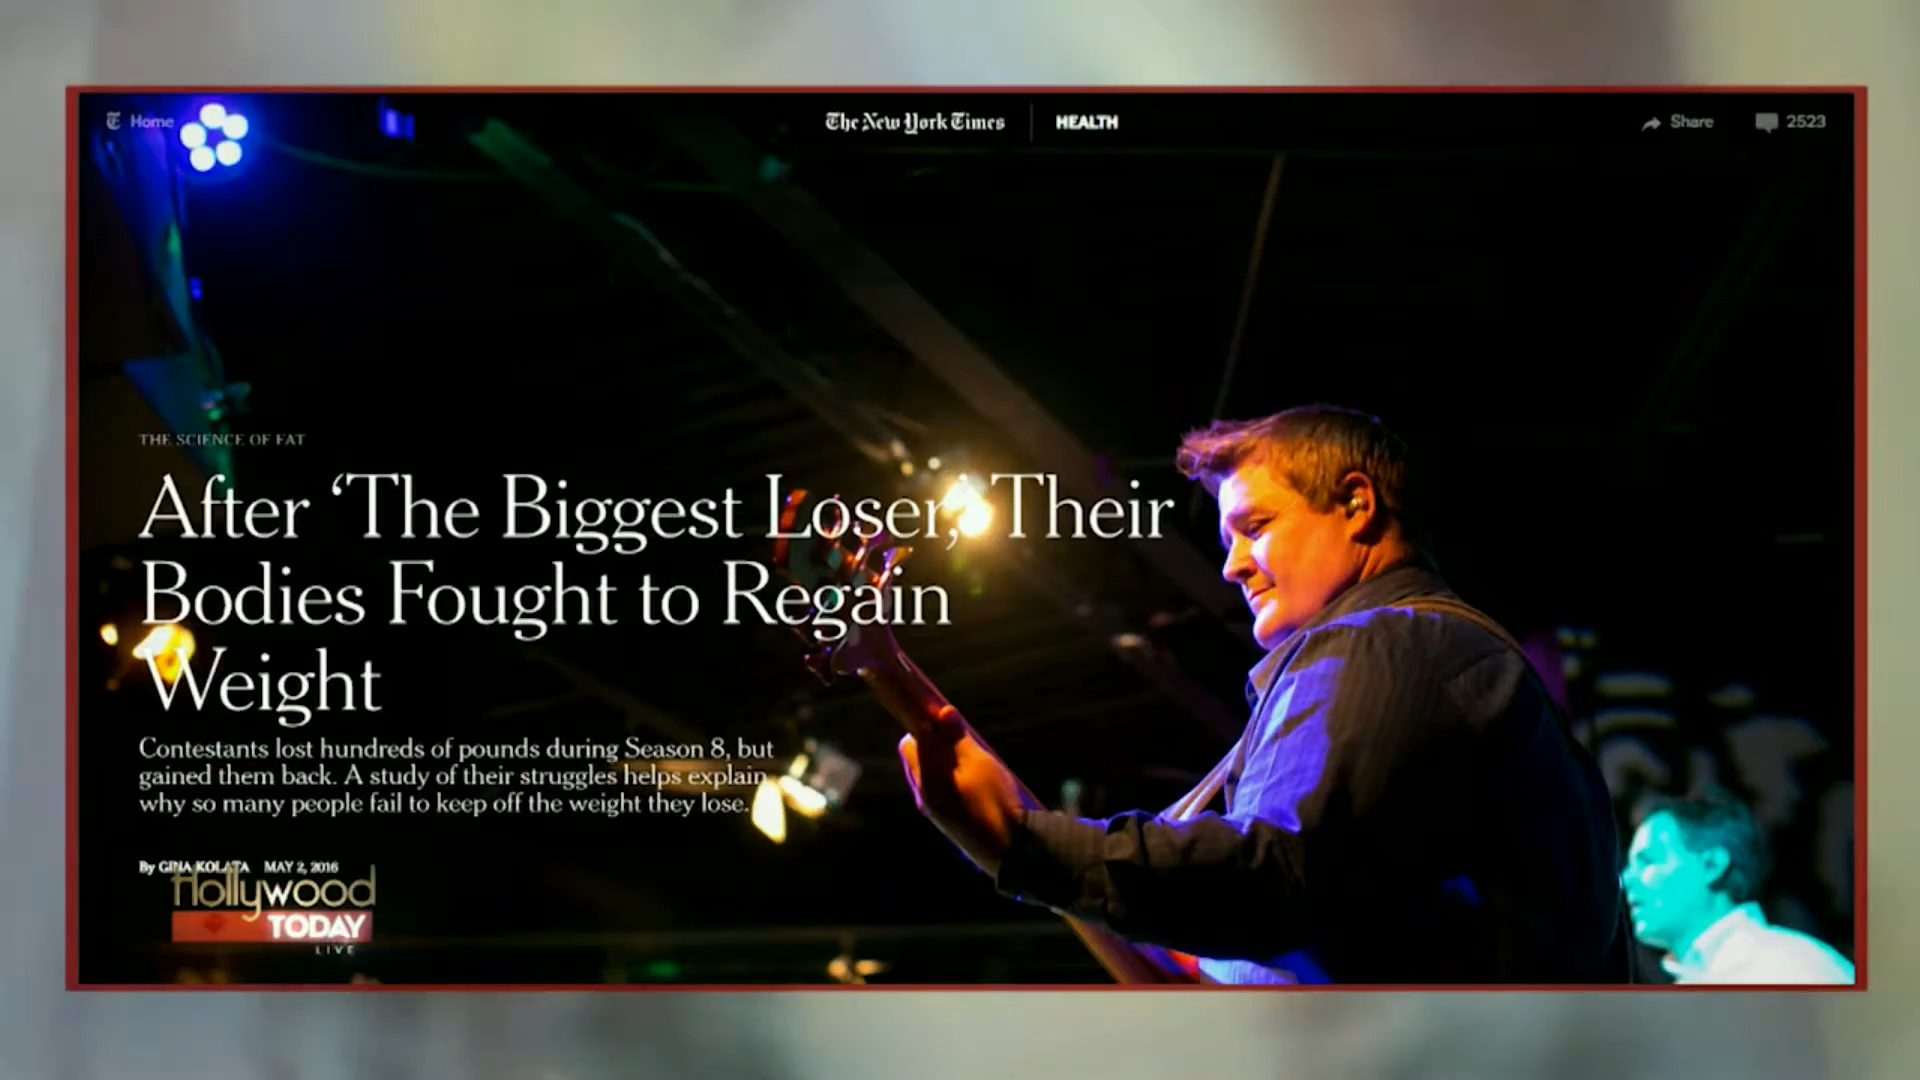 Home
The New York Times
HEALTH
Share
2523
THE SCIENCE OF FAT
After ‘The Biggest Loser,’ Their
Bodies Fought to Regain
Weight
Contestants lost hundreds of pounds during Season 8, but
gained them back. A study of their struggles helps explain
why so many people fail to keep off the weight they lose.
By GINA KOLATA MAY 2, 2016
Hollywood
TODAY
LIVE